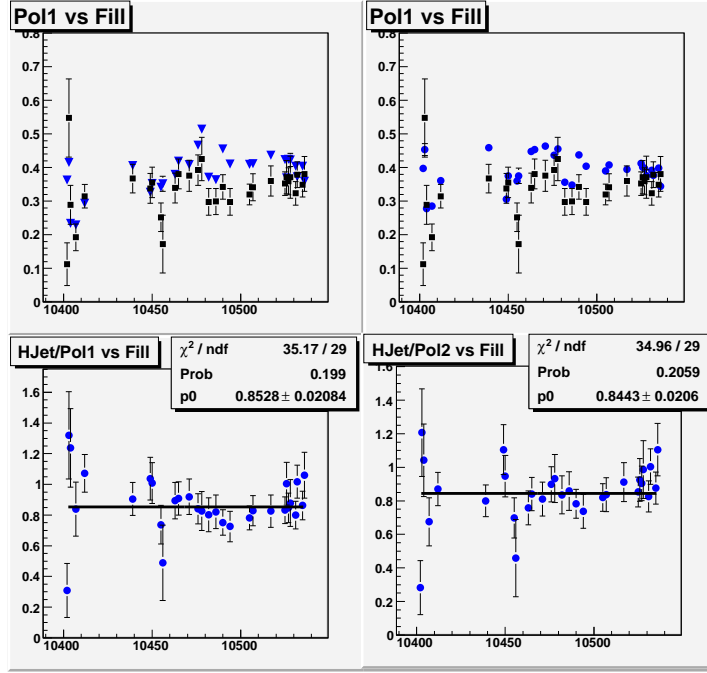 Pol1 vs Fill
0.8
0.7
0.6
0.5
0.4
0.3
0.2
0.1
0
10400 10450 10500
Pol1 vs Fill
0.8
0.7
0.6
0.5
0.4
0.3
0.2
0.1
0
10400 10450 10500
HJet/Pol1 vs Fill
χ² / ndf 35.17 / 29
Prob 0.199
p0 0.8528 ± 0.02084
1.6
1.4
1.2
1
0.8
0.6
0.4
0.2
0
10400 10450 10500
HJet/Pol2 vs Fill
χ² / ndf 34.96 / 29
Prob 0.2059
p0 0.8443 ± 0.0206
1.6
1.4
1.2
1
0.8
0.6
0.4
0.2
0
10400 10450 10500